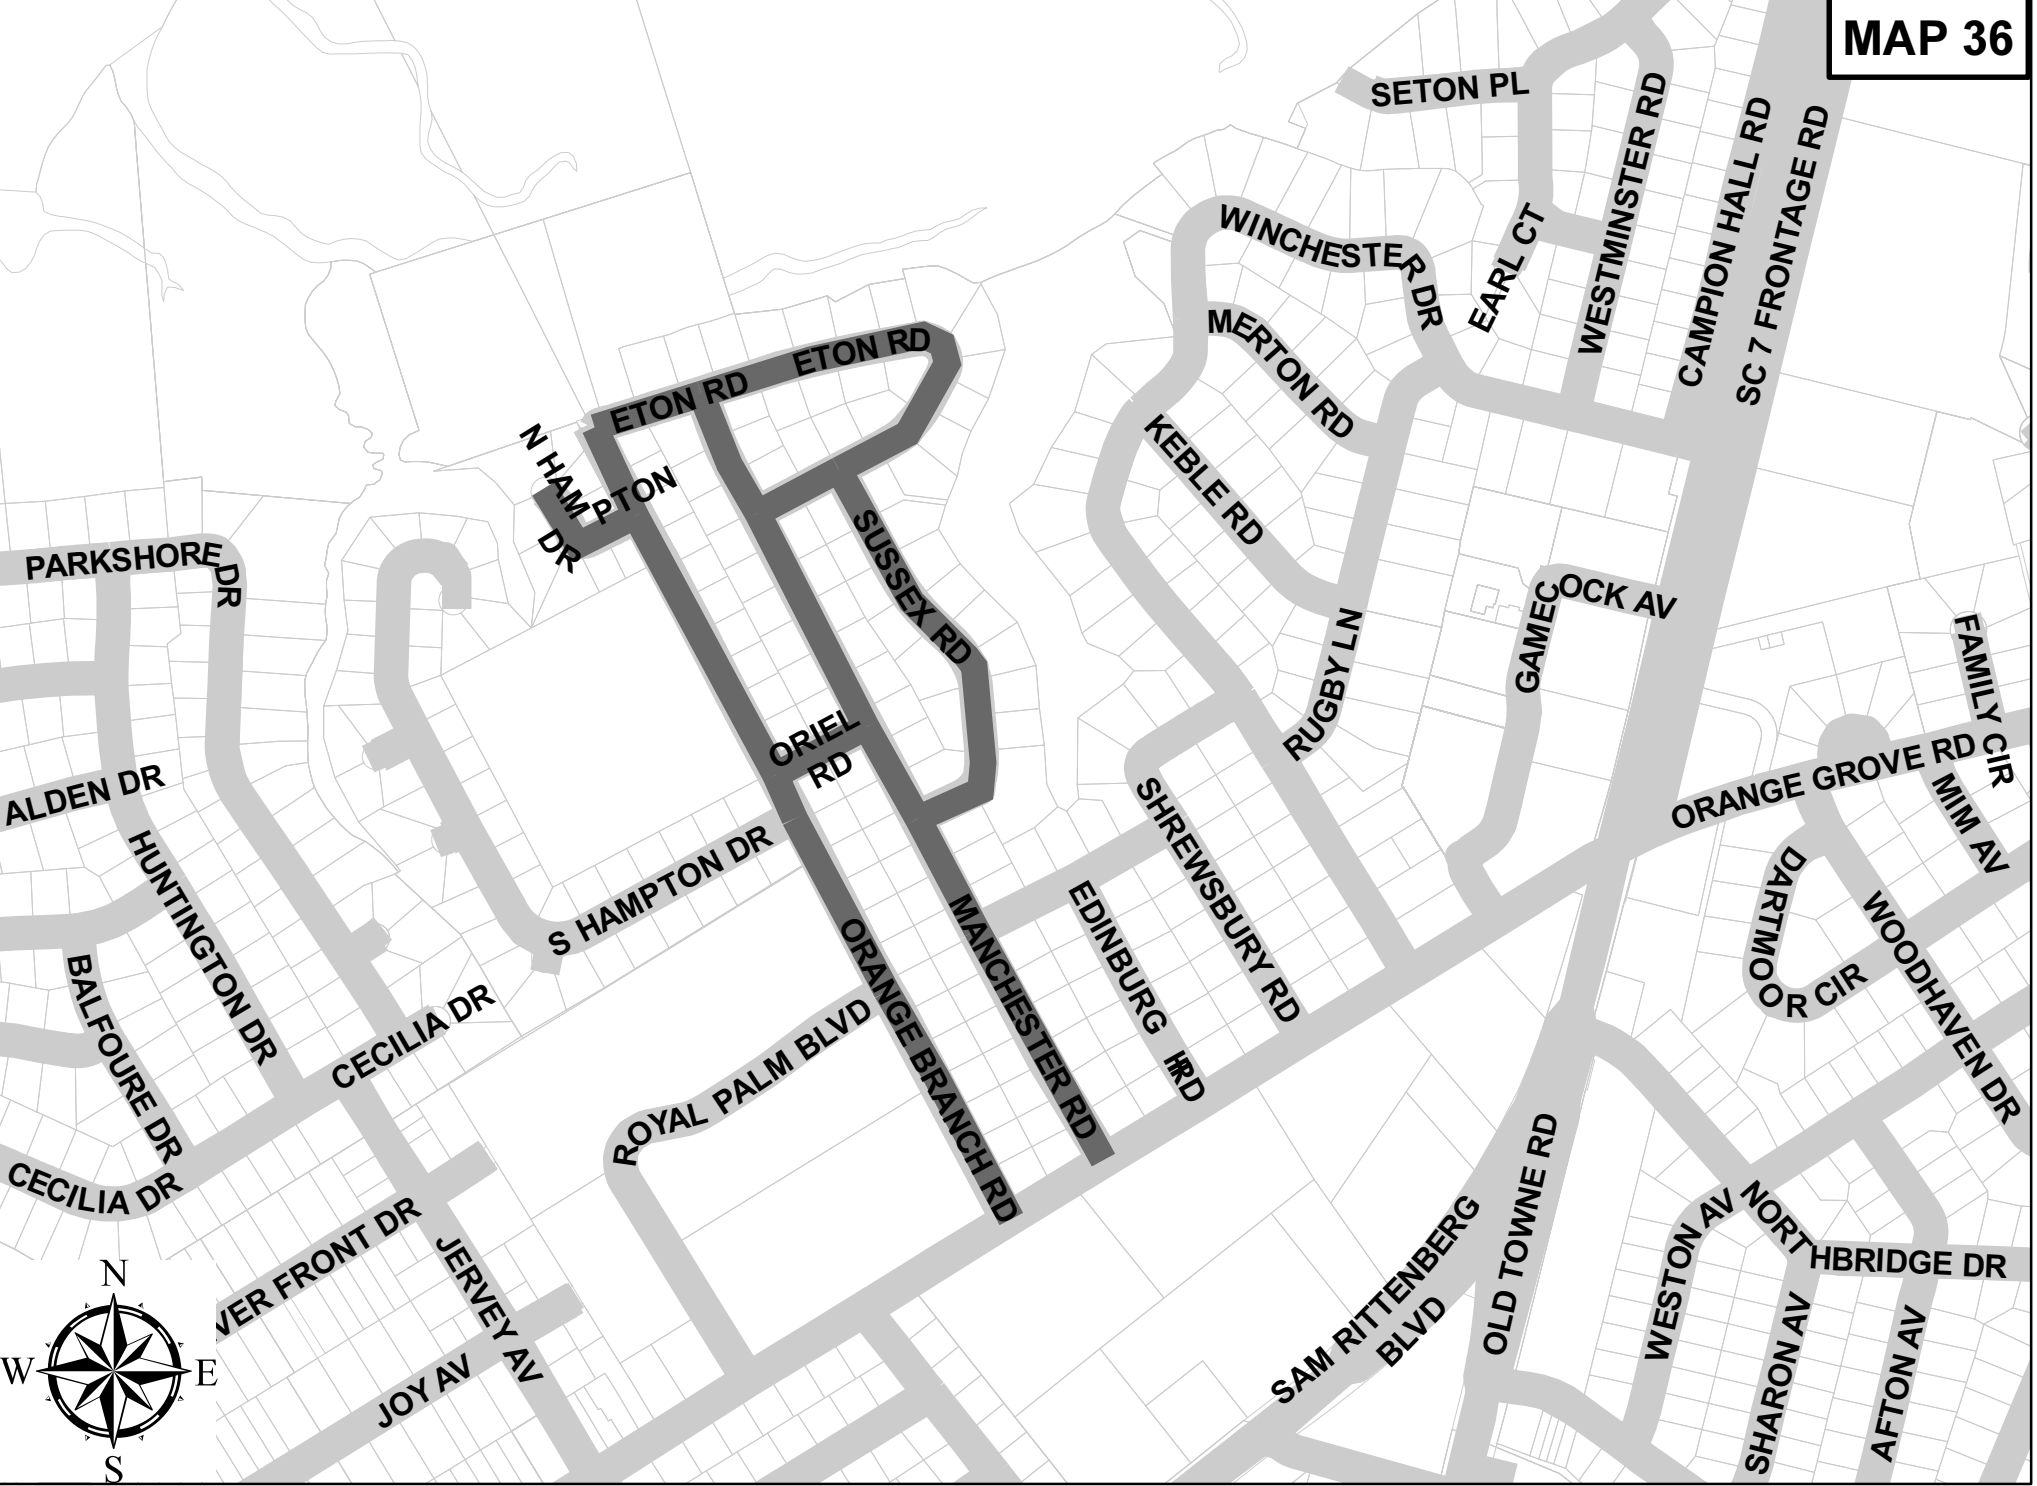 MAP 36
SETON PL
WESTMINSTER RD
CAMPION HALL RD
SC 7 FRONTAGE RD
WINCHESTER DR
EARL CT
MERTON RD
ETON RD
ETON RD
N HAMPTON
DR
KEBLE RD
SUSSEX RD
PARKSHORE DR
GAMECOCK AV
RUGBY LN
FAMILY CIR
ORIEL
RD
ORANGE GROVE RD
MIM AV
ALDEN DR
SHREWSBURY RD
S HAMPTON DR
HUNTINGTON DR
DARTMOOR CIR
WOODHAVEN DR
EDINBURGH RD
MANCHESTER RD
ORANGE BRANCH RD
BALFOURE DR
CECILIA DR
ROYAL PALM BLVD
CECILIA DR
OLD TOWNE RD
WESTON AV
NORTHBRIDGE DR
SAM RITTENBERG
BLVD
VER FRONT DR
JERVEY AV
JOY AV
SHARON AV
AFTON AV
N
W E
S